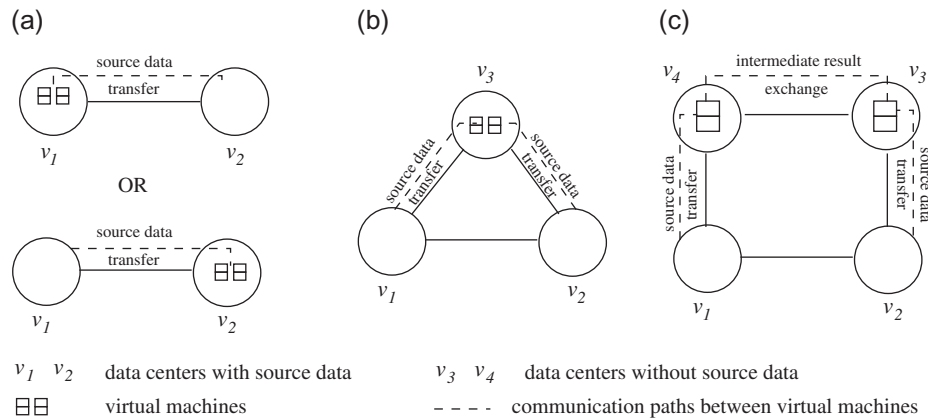 (a)
source data
transfer
v1 v2
OR
source data
transfer
v1 v2
(b)
v3
source data
transfer
source data
transfer
v1 v2
(c)
intermediate result
v4 v3
exchange
source data
transfer
source data
transfer
v1 v2
v1 v2 data centers with source data
v3 v4 data centers without source data
virtual machines
communication paths between virtual machines